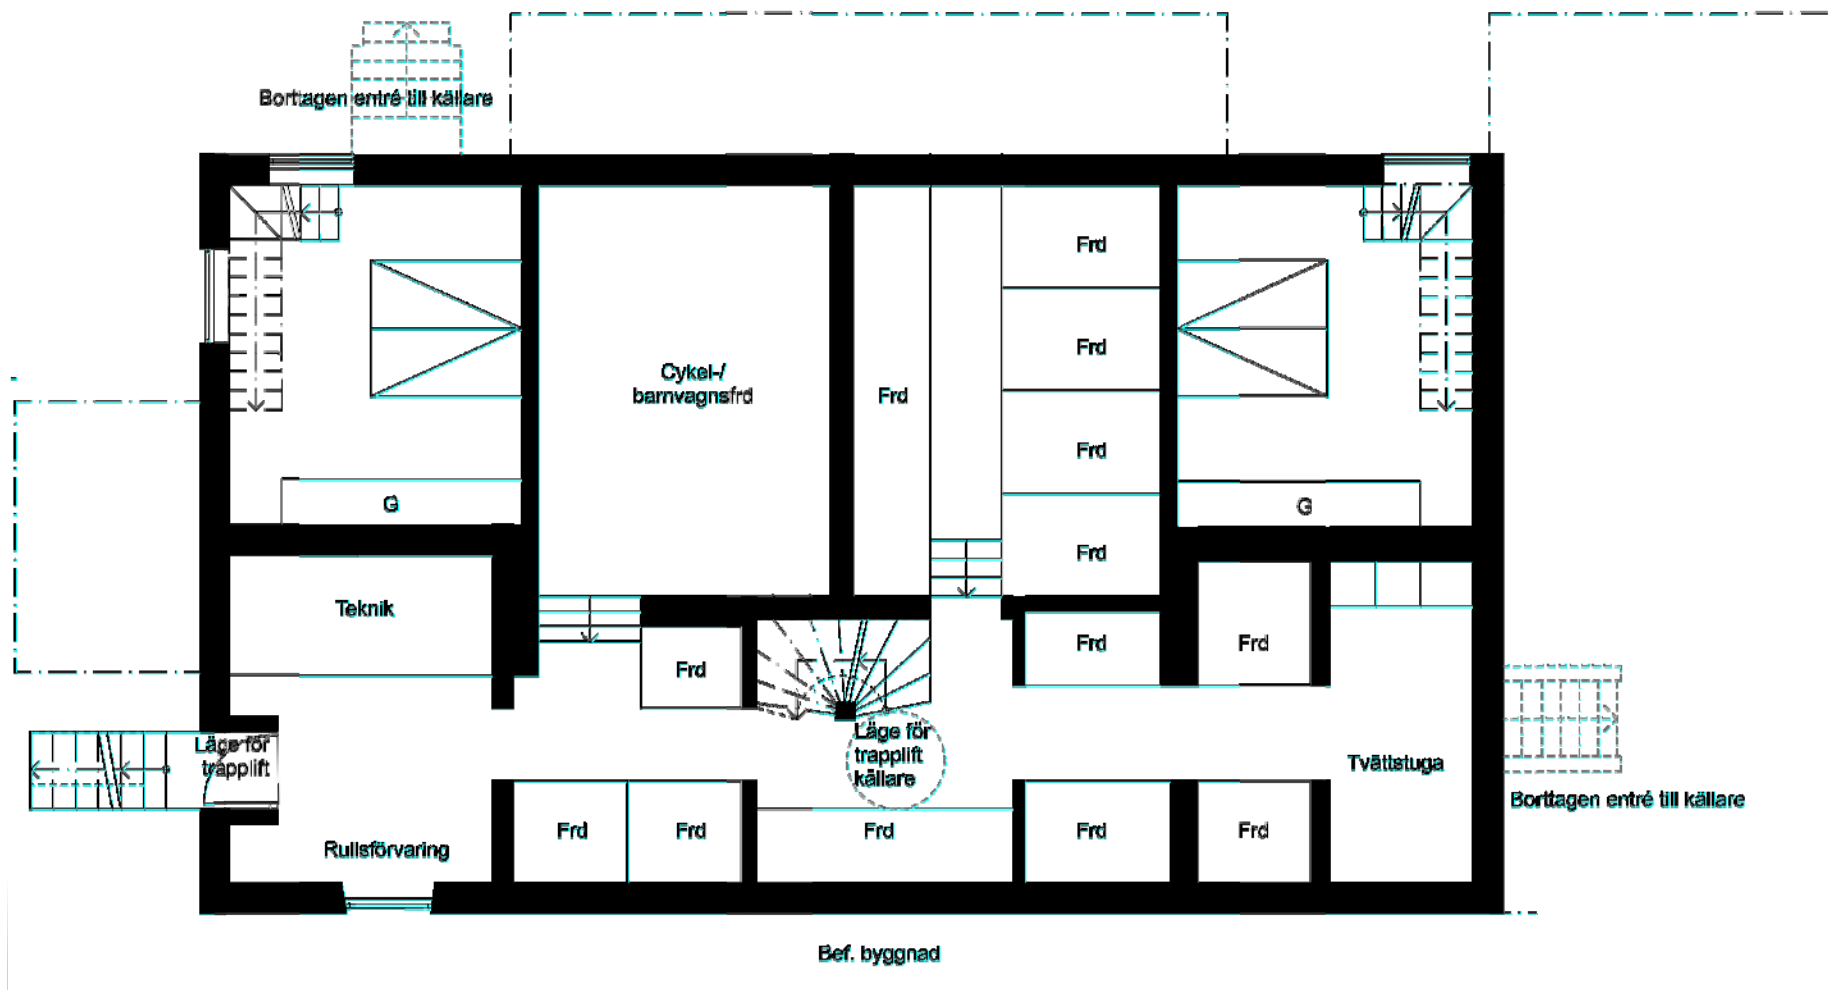 Borttagen entré till källare
Frd
Frd
Cykel-/
barnvagnsfrd
Frd
Frd
G
G
Frd
Teknik
Frd
Frd
Frd
Läge för
trapplift
Läge för
trapplift
källare
Tvättstuga
Borttagen entré till källare
Frd
Frd
Frd
Frd
Frd
Rullsförvaring
Bef. byggnad